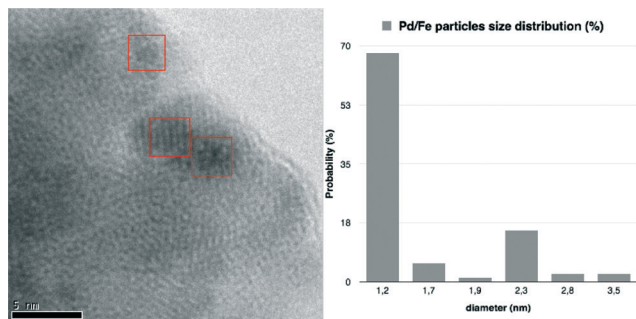 5 nm
Pd/Fe particles size distribution (%)
Probability (%)
70
53
35
18
0
1,2 1,7 1,9 2,3 2,8 3,5
diameter (nm)